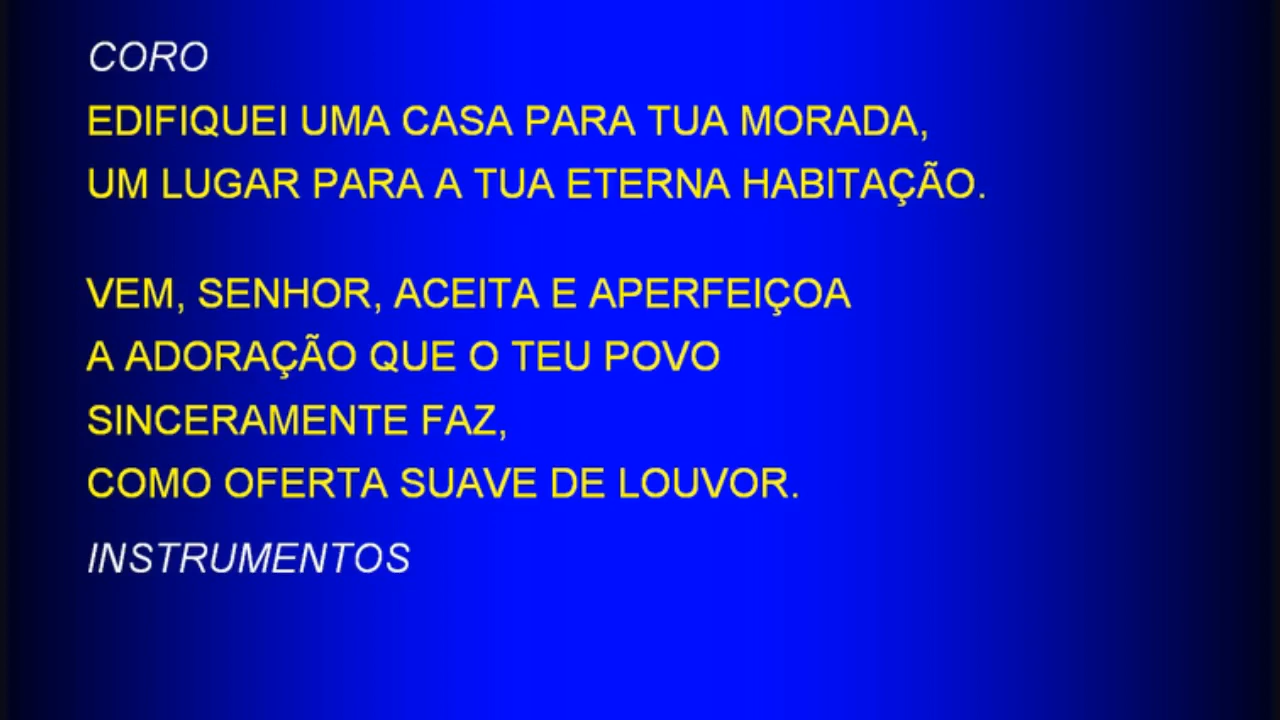 CORO
EDIFIQUEI UMA CASA PARA TUA MORADA,
UM LUGAR PARA A TUA ETERNA HABITAÇÃO.
VEM, SENHOR, ACEITA E APERFEIÇOA
A ADORAÇÃO QUE O TEU POVO
SINCERAMENTE FAZ,
COMO OFERTA SUAVE DE LOUVOR.
INSTRUMENTOS